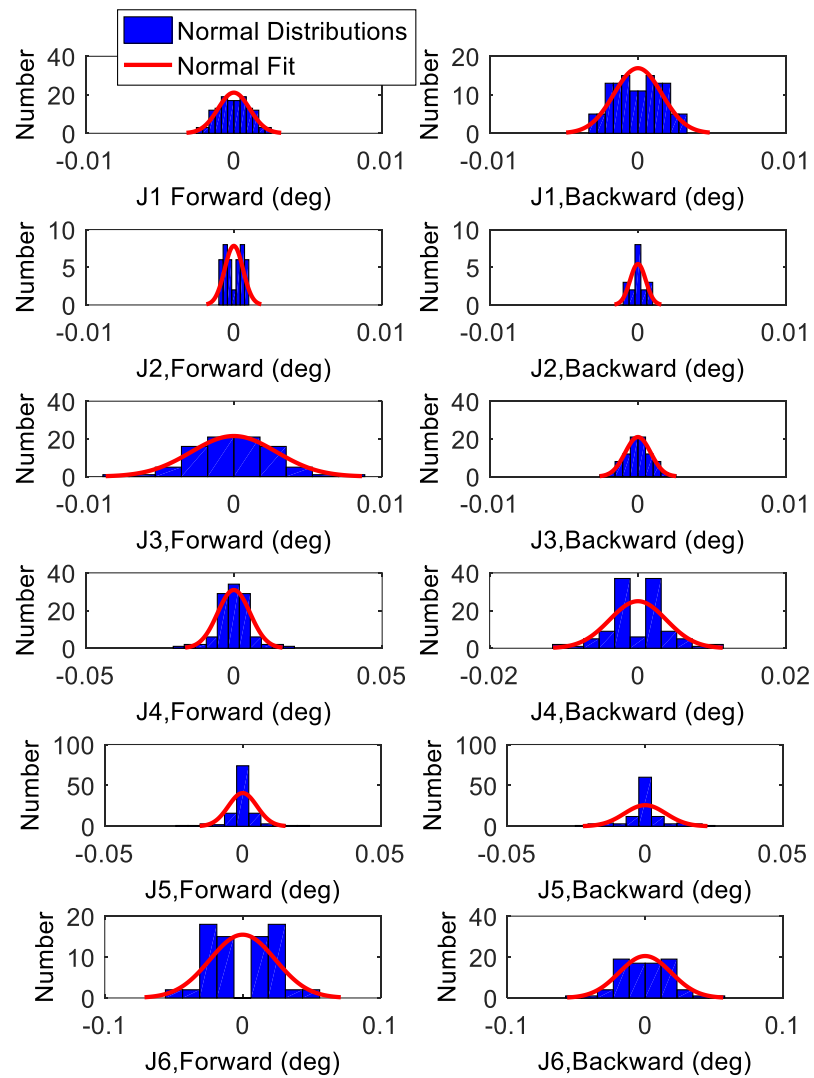 Normal Distributions
Normal Fit
Number
40
20
0
-0.01 0 0.01
J1 Forward (deg)
Number
20
10
0
-0.01 0 0.01
J1,Backward (deg)
Number
10
5
0
-0.01 0 0.01
J2,Forward (deg)
Number
10
5
0
-0.01 0 0.01
J2,Backward (deg)
Number
40
20
0
-0.01 0 0.01
J3,Forward (deg)
Number
40
20
0
-0.01 0 0.01
J3,Backward (deg)
Number
40
20
0
-0.05 0 0.05
J4,Forward (deg)
Number
40
20
0
-0.02 0 0.02
J4,Backward (deg)
Number
100
50
0
-0.05 0 0.05
J5,Forward (deg)
Number
100
50
0
-0.05 0 0.05
J5,Backward (deg)
Number
20
10
0
-0.1 0 0.1
J6,Forward (deg)
Number
40
20
0
-0.1 0 0.1
J6,Backward (deg)